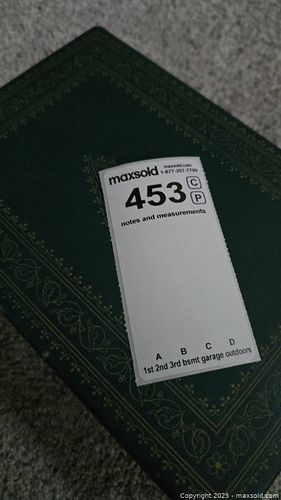 maxsold
maxsold.com
1-877-257-7795
453 C
P
notes and measurements
A B C D
1st 2nd 3rd bsmt garage outdoors
Copyright © 2025 - maxsold.com